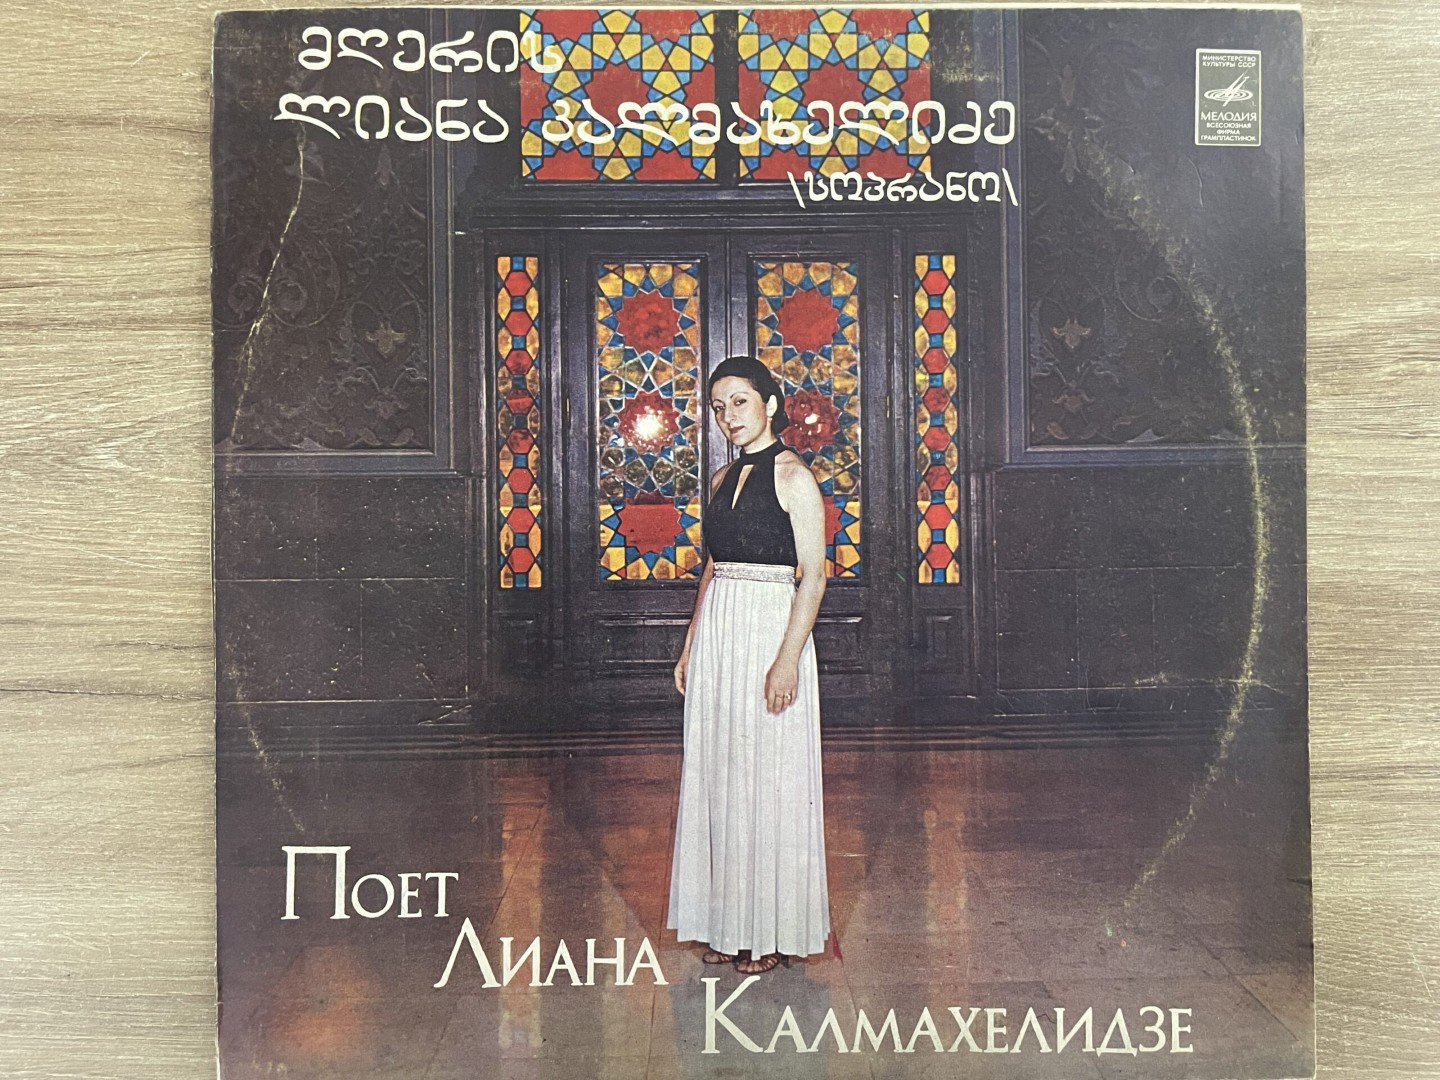 მღერის
ლიანა კალმახელიძე
\სოპრანო\
МИНИСТЕРСТВО
КУЛЬТУРЫ СССР
МЕЛОДИЯ
ВСЕСОЮЗНАЯ
ФИРМА
ГРАМПЛАСТИНОК
ПОЕТ
ЛИАНА
КАЛМАХЕЛИДЗЕ